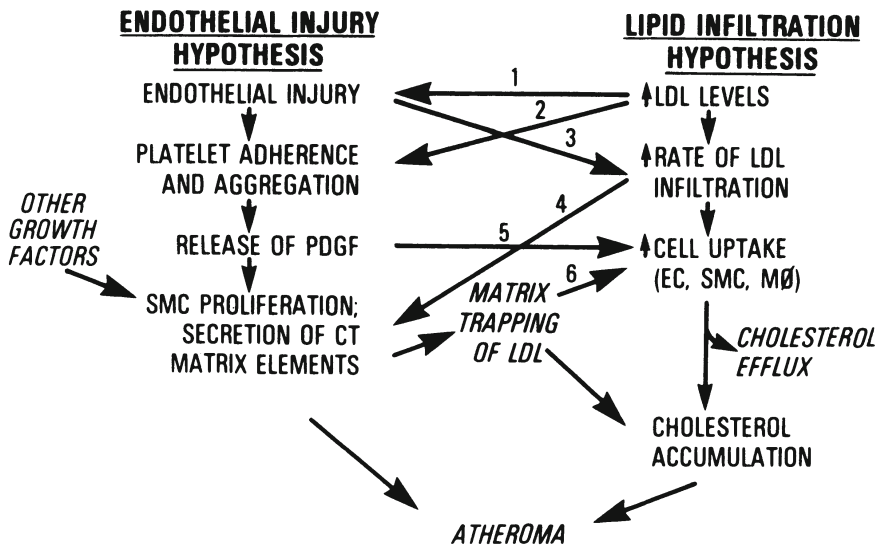 ENDOTHELIAL INJURY
HYPOTHESIS
ENDOTHELIAL INJURY
PLATELET ADHERENCE
AND AGGREGATION
OTHER
GROWTH
FACTORS
RELEASE OF PDGF
SMC PROLIFERATION;
SECRETION OF CT
MATRIX ELEMENTS
1
2
3
4
5
6
MATRIX
TRAPPING
OF LDL
LIPID INFILTRATION
HYPOTHESIS
↑LDL LEVELS
↑RATE OF LDL
INFILTRATION
↑CELL UPTAKE
(EC, SMC, MØ)
CHOLESTEROL
EFFLUX
CHOLESTEROL
ACCUMULATION
ATHEROMA